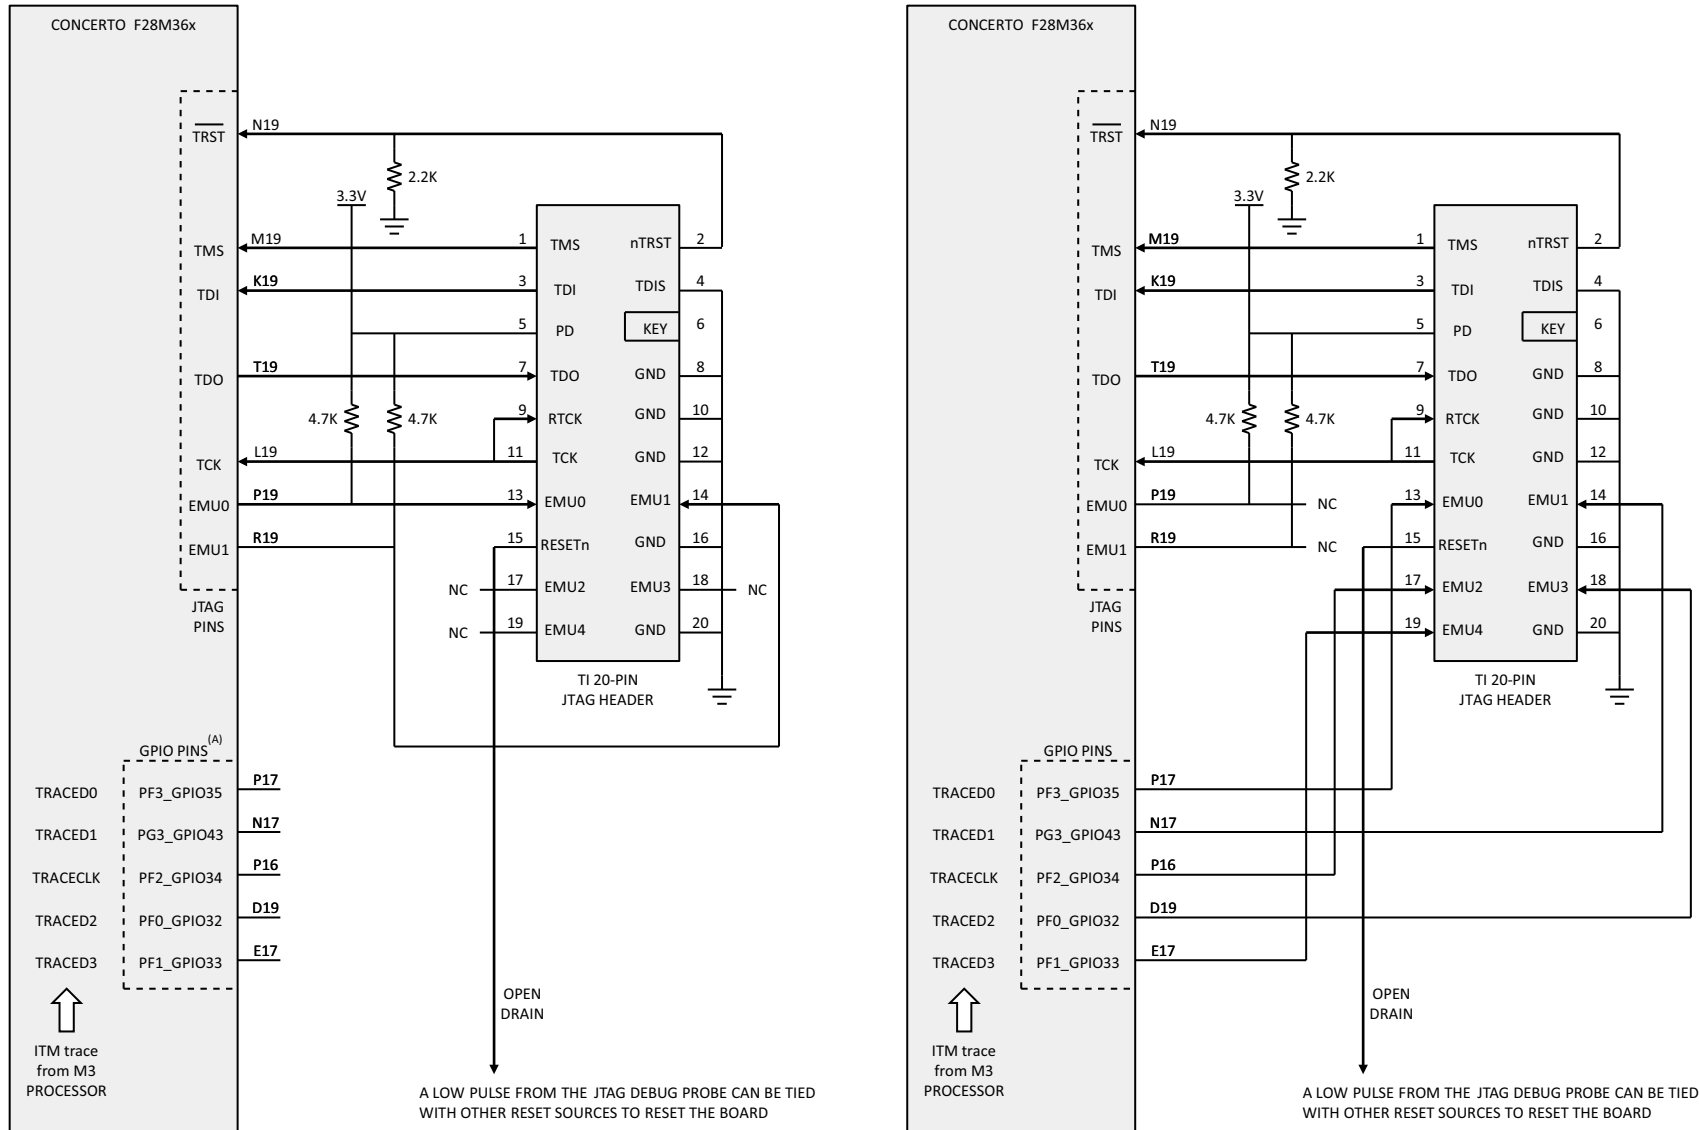 CONCERTO F28M36x
TRST
N19
2.2K
3.3V
TMS
M19
1
TMS
nTRST
2
TDI
K19
3
TDI
TDIS
4
5
PD
KEY
6
TDO
T19
7
TDO
GND
8
4.7K
4.7K
9
RTCK
GND
10
TCK
L19
11
TCK
GND
12
EMU0
P19
13
EMU0
EMU1
14
EMU1
R19
15
RESETn
GND
16
NC
17
EMU2
EMU3
18
NC
NC
19
EMU4
GND
20
JTAG
PINS
TI 20-PIN
JTAG HEADER
GPIO PINS(A)
TRACED0
PF3_GPIO35
P17
TRACED1
PG3_GPIO43
N17
TRACECLK
PF2_GPIO34
P16
TRACED2
PF0_GPIO32
D19
TRACED3
PF1_GPIO33
E17
OPEN
DRAIN
ITM trace
from M3
PROCESSOR
A LOW PULSE FROM THE JTAG DEBUG PROBE CAN BE TIED
WITH OTHER RESET SOURCES TO RESET THE BOARD
CONCERTO F28M36x
TRST
N19
2.2K
3.3V
TMS
M19
1
TMS
nTRST
2
TDI
K19
3
TDI
TDIS
4
5
PD
KEY
6
TDO
T19
7
TDO
GND
8
4.7K
4.7K
9
RTCK
GND
10
TCK
L19
11
TCK
GND
12
EMU0
P19
NC
13
EMU0
EMU1
14
EMU1
R19
NC
15
RESETn
GND
16
17
EMU2
EMU3
18
19
EMU4
GND
20
JTAG
PINS
TI 20-PIN
JTAG HEADER
GPIO PINS
TRACED0
PF3_GPIO35
P17
TRACED1
PG3_GPIO43
N17
TRACECLK
PF2_GPIO34
P16
TRACED2
PF0_GPIO32
D19
TRACED3
PF1_GPIO33
E17
OPEN
DRAIN
ITM trace
from M3
PROCESSOR
A LOW PULSE FROM THE JTAG DEBUG PROBE CAN BE TIED
WITH OTHER RESET SOURCES TO RESET THE BOARD